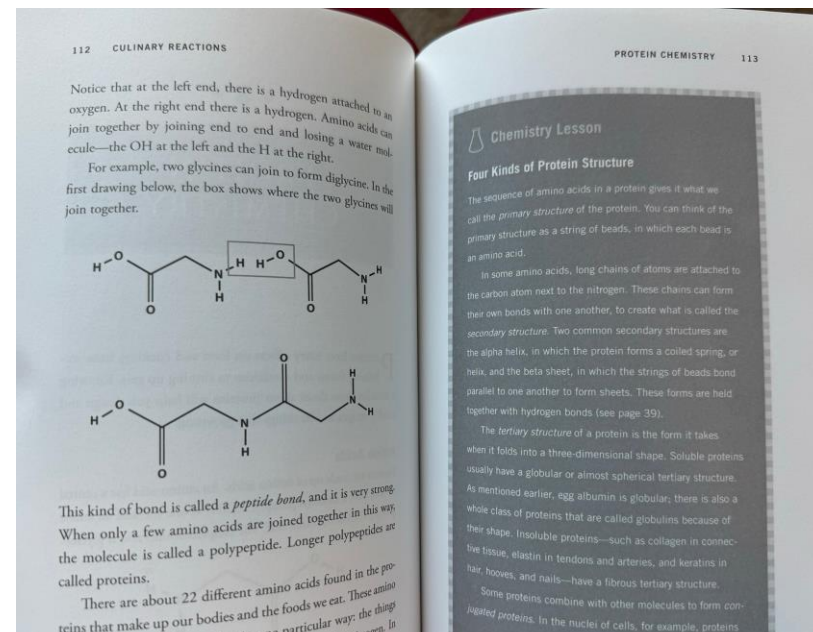 112 CULINARY REACTIONS
Notice that at the left end, there is a hydrogen attached to an
oxygen. At the right end there is a hydrogen. Amino acids can
join together by joining end to end and losing a water mol-
ecule—the OH at the left and the H at the right.
For example, two glycines can join to form diglycine. In the
first drawing below, the box shows where the two glycines will
join together.
H O N H H O N H
O H O H
O H
H O N N H
H
O
This kind of bond is called a peptide bond, and it is very strong.
When only a few amino acids are joined together in this way,
the molecule is called a polypeptide. Longer polypeptides are
called proteins.
There are about 22 different amino acids found in the pro-
teins that make up our bodies and the foods we eat. These amino
particular way: the things
In
PROTEIN CHEMISTRY 113
Chemistry Lesson
Four Kinds of Protein Structure
The sequence of amino acids in a protein gives it what we
call the primary structure of the protein. You can think of the
primary structure as a string of beads, in which each bead is
an amino acid.
In some amino acids, long chains of atoms are attached to
the carbon atom next to the nitrogen. These chains can form
their own bonds with one another, to create what is called the
secondary structure. Two common secondary structures are
the alpha helix, in which the protein forms a coiled spring, or
helix, and the beta sheet, in which the strings of beads bond
parallel to one another to form sheets. These forms are held
together with hydrogen bonds (see page 39).
The tertiary structure of a protein is the form it takes
when it folds into a three-dimensional shape. Soluble proteins
usually have a globular or almost spherical tertiary structure.
As mentioned earlier, egg albumin is globular; there is also a
whole class of proteins that are called globulins because of
their shape. Insoluble proteins—such as collagen in connec-
tive tissue, elastin in tendons and arteries, and keratins in
hair, hooves, and nails—have a fibrous tertiary structure.
Some proteins combine with other molecules to form con-
jugated proteins. In the nuclei of cells, for example, proteins